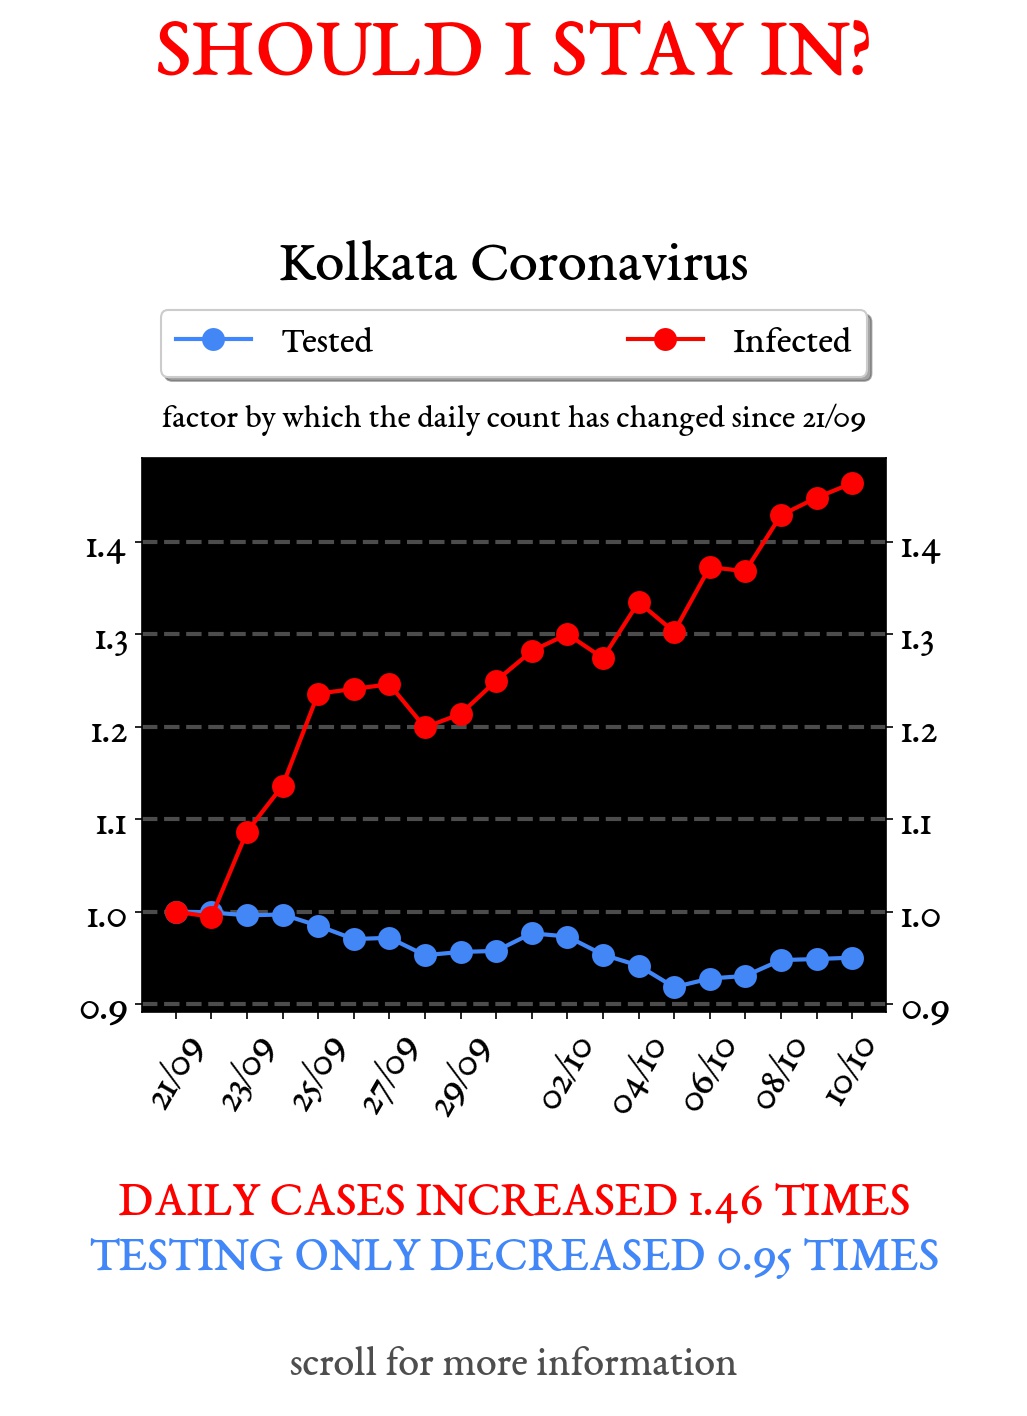 SHOULD I STAY IN?
Kolkata Coronavirus
Tested Infected
factor by which the daily count has changed since 21/09
1.4 1.4
1.3 1.3
1.2 1.2
1.1 1.1
1.0 1.0
0.9 0.9
21/09 23/09 25/09 27/09 29/09 02/10 04/10 06/10 08/10 10/10
DAILY CASES INCREASED 1.46 TIMES
TESTING ONLY DECREASED 0.95 TIMES
scroll for more information